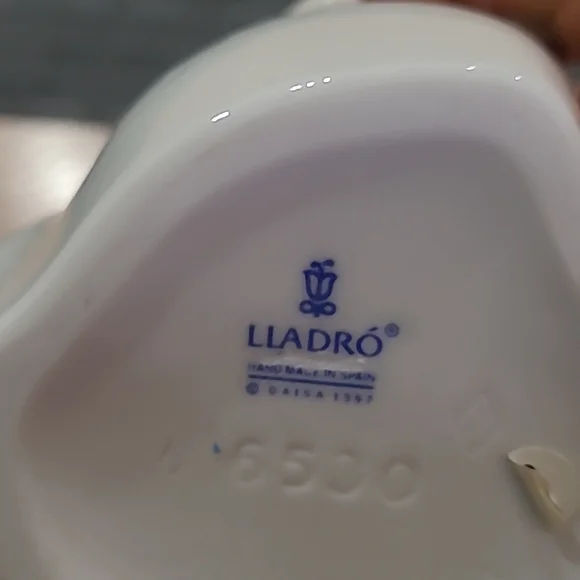 LLADRÓ®
HAND MADE IN SPAIN
© DAISA 1997
6500